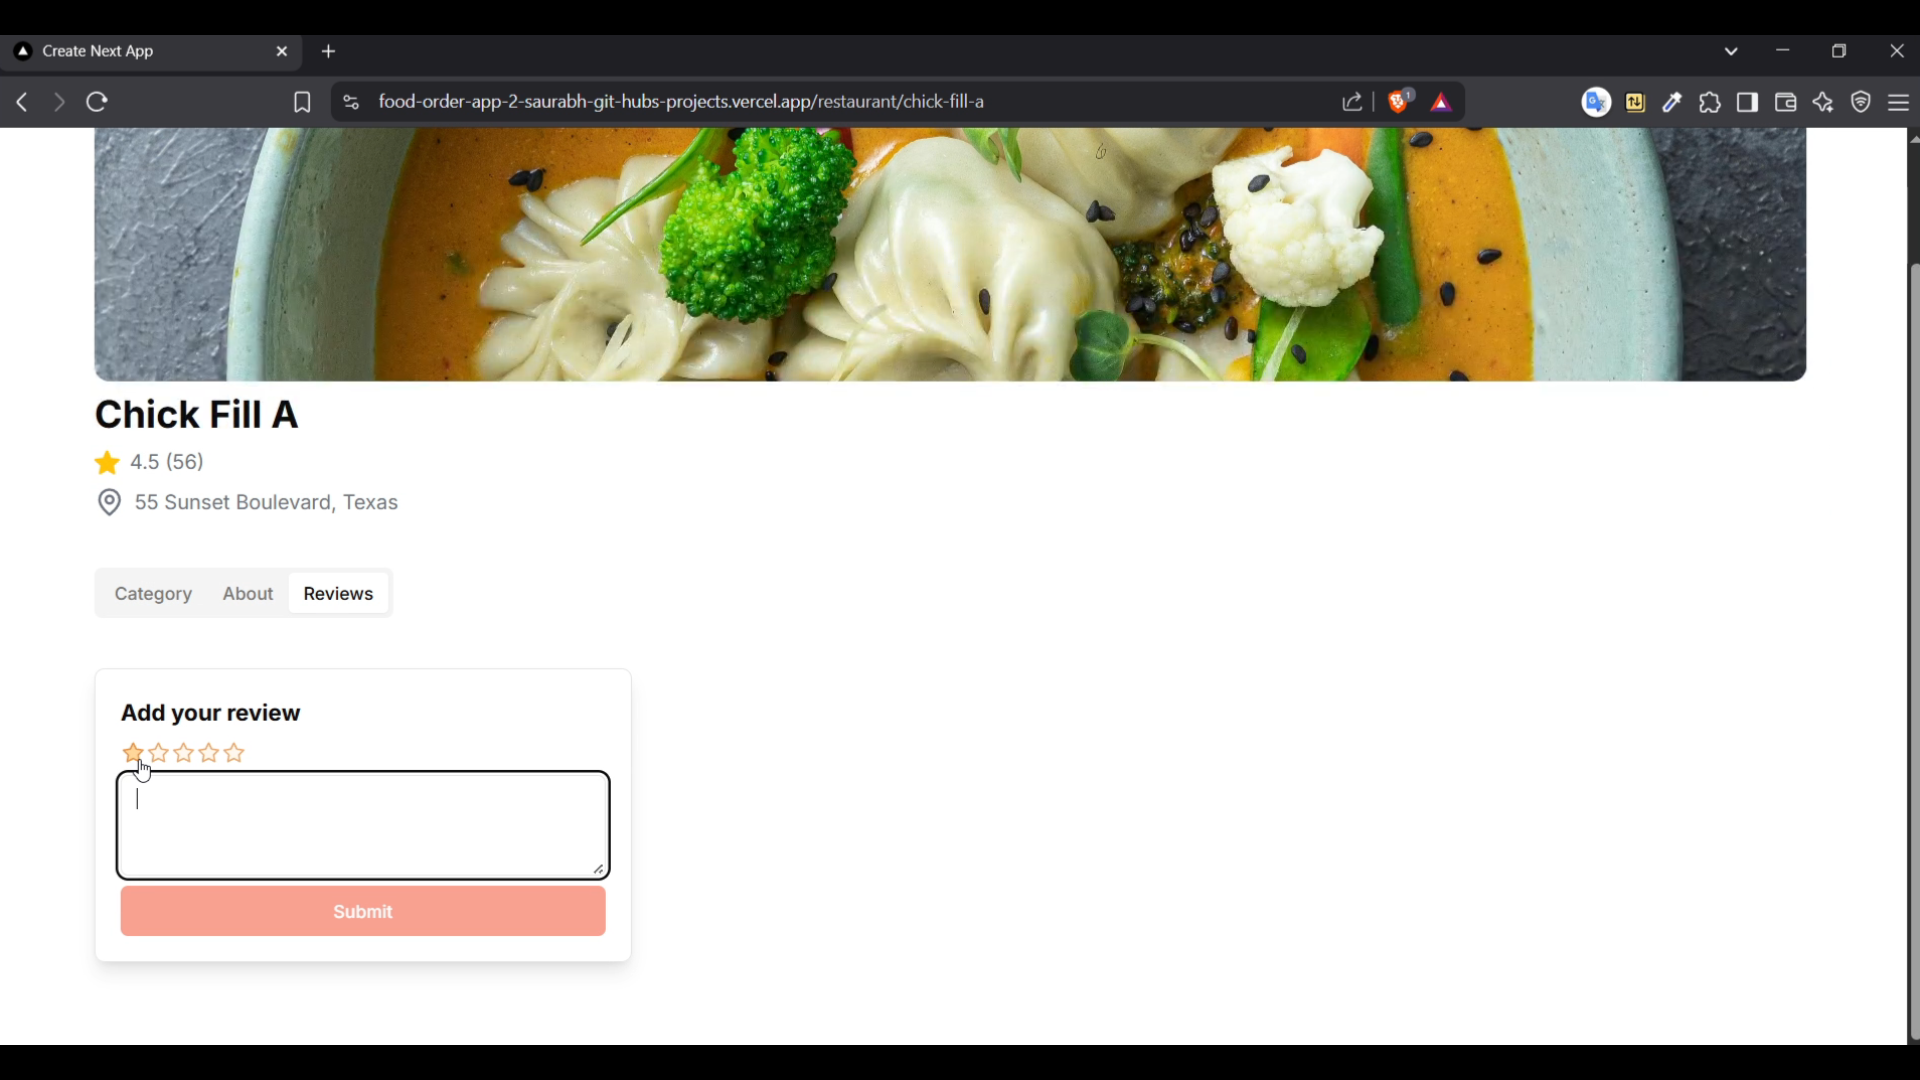 Create Next App
food-order-app-2-saurabh-git-hubs-projects.vercel.app/restaurant/chick-fill-a
1
Chick Fill A
4.5 (56)
55 Sunset Boulevard, Texas
Category About Reviews
Add your review
Submit